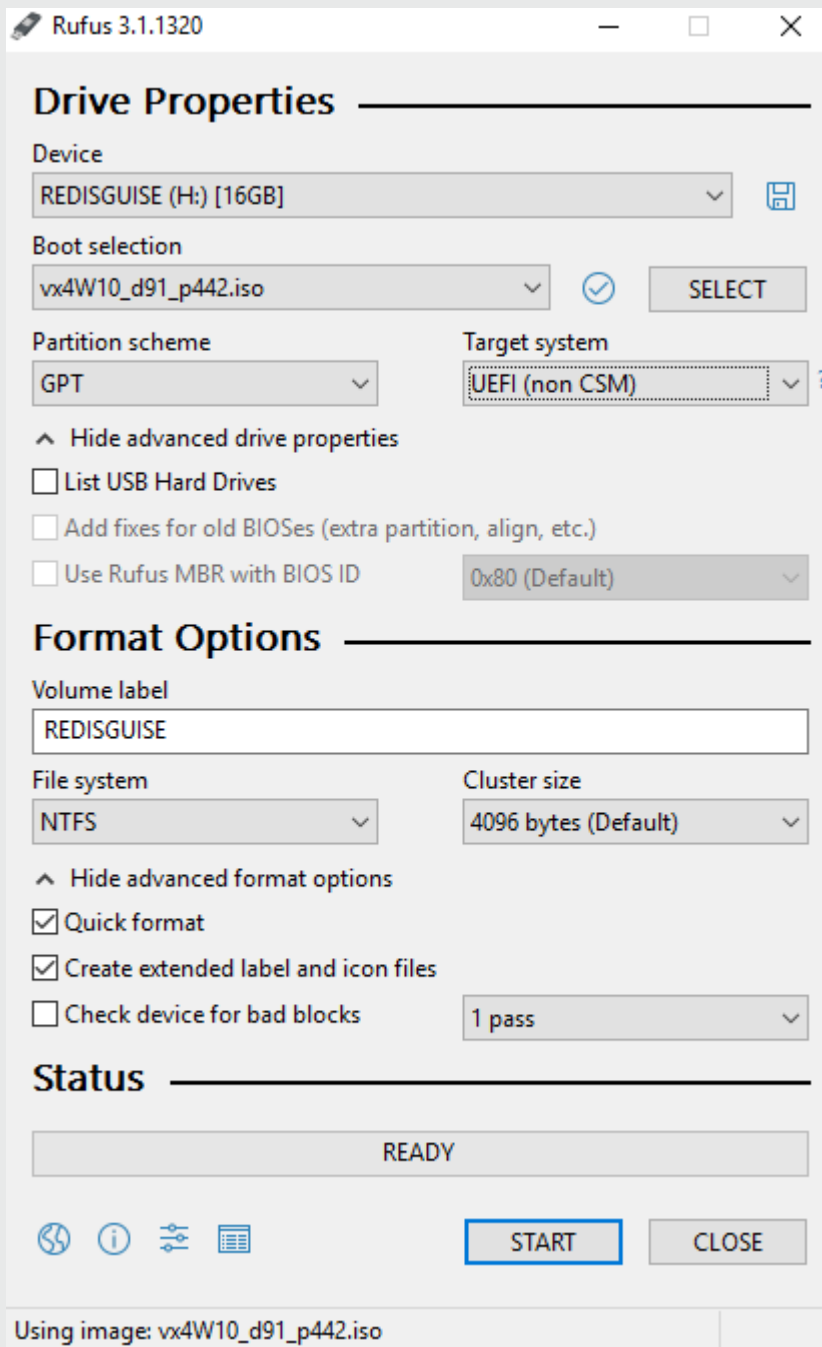 Rufus 3.1.1320
Drive Properties
Device
REDISGUISE (H:) [16GB]
Boot selection
vx4W10_d91_p442.iso
SELECT
Partition scheme
Target system
GPT
UEFI (non CSM)
?
Hide advanced drive properties
List USB Hard Drives
Add fixes for old BIOSes (extra partition, align, etc.)
Use Rufus MBR with BIOS ID
0x80 (Default)
Format Options
Volume label
REDISGUISE
File system
Cluster size
NTFS
4096 bytes (Default)
Hide advanced format options
Quick format
Create extended label and icon files
Check device for bad blocks
1 pass
Status
READY
START
CLOSE
Using image: vx4W10_d91_p442.iso